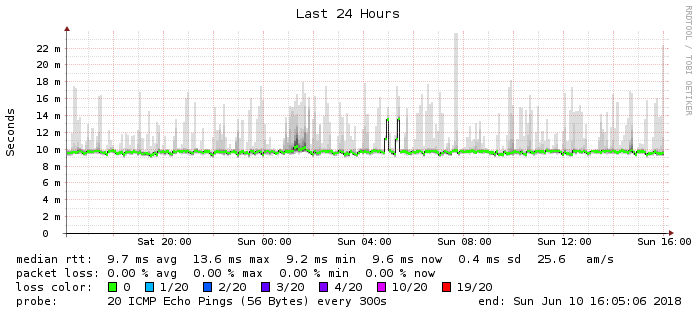 Last 24 Hours
RRDTOOL / TOBI OETIKER
Seconds
22 m
20 m
18 m
16 m
14 m
12 m
10 m
8 m
6 m
4 m
2 m
0
Sat 20:00 Sun 00:00 Sun 04:00 Sun 08:00 Sun 12:00 Sun 16:00
median rtt: 9.7 ms avg 13.6 ms max 9.2 ms min 9.6 ms now 0.4 ms sd 25.6 am/s
packet loss: 0.00 % avg 0.00 % max 0.00 % min 0.00 % now
loss color: 0 1/20 2/20 3/20 4/20 10/20 19/20
probe: 20 ICMP Echo Pings (56 Bytes) every 300s end: Sun Jun 10 16:05:06 2018